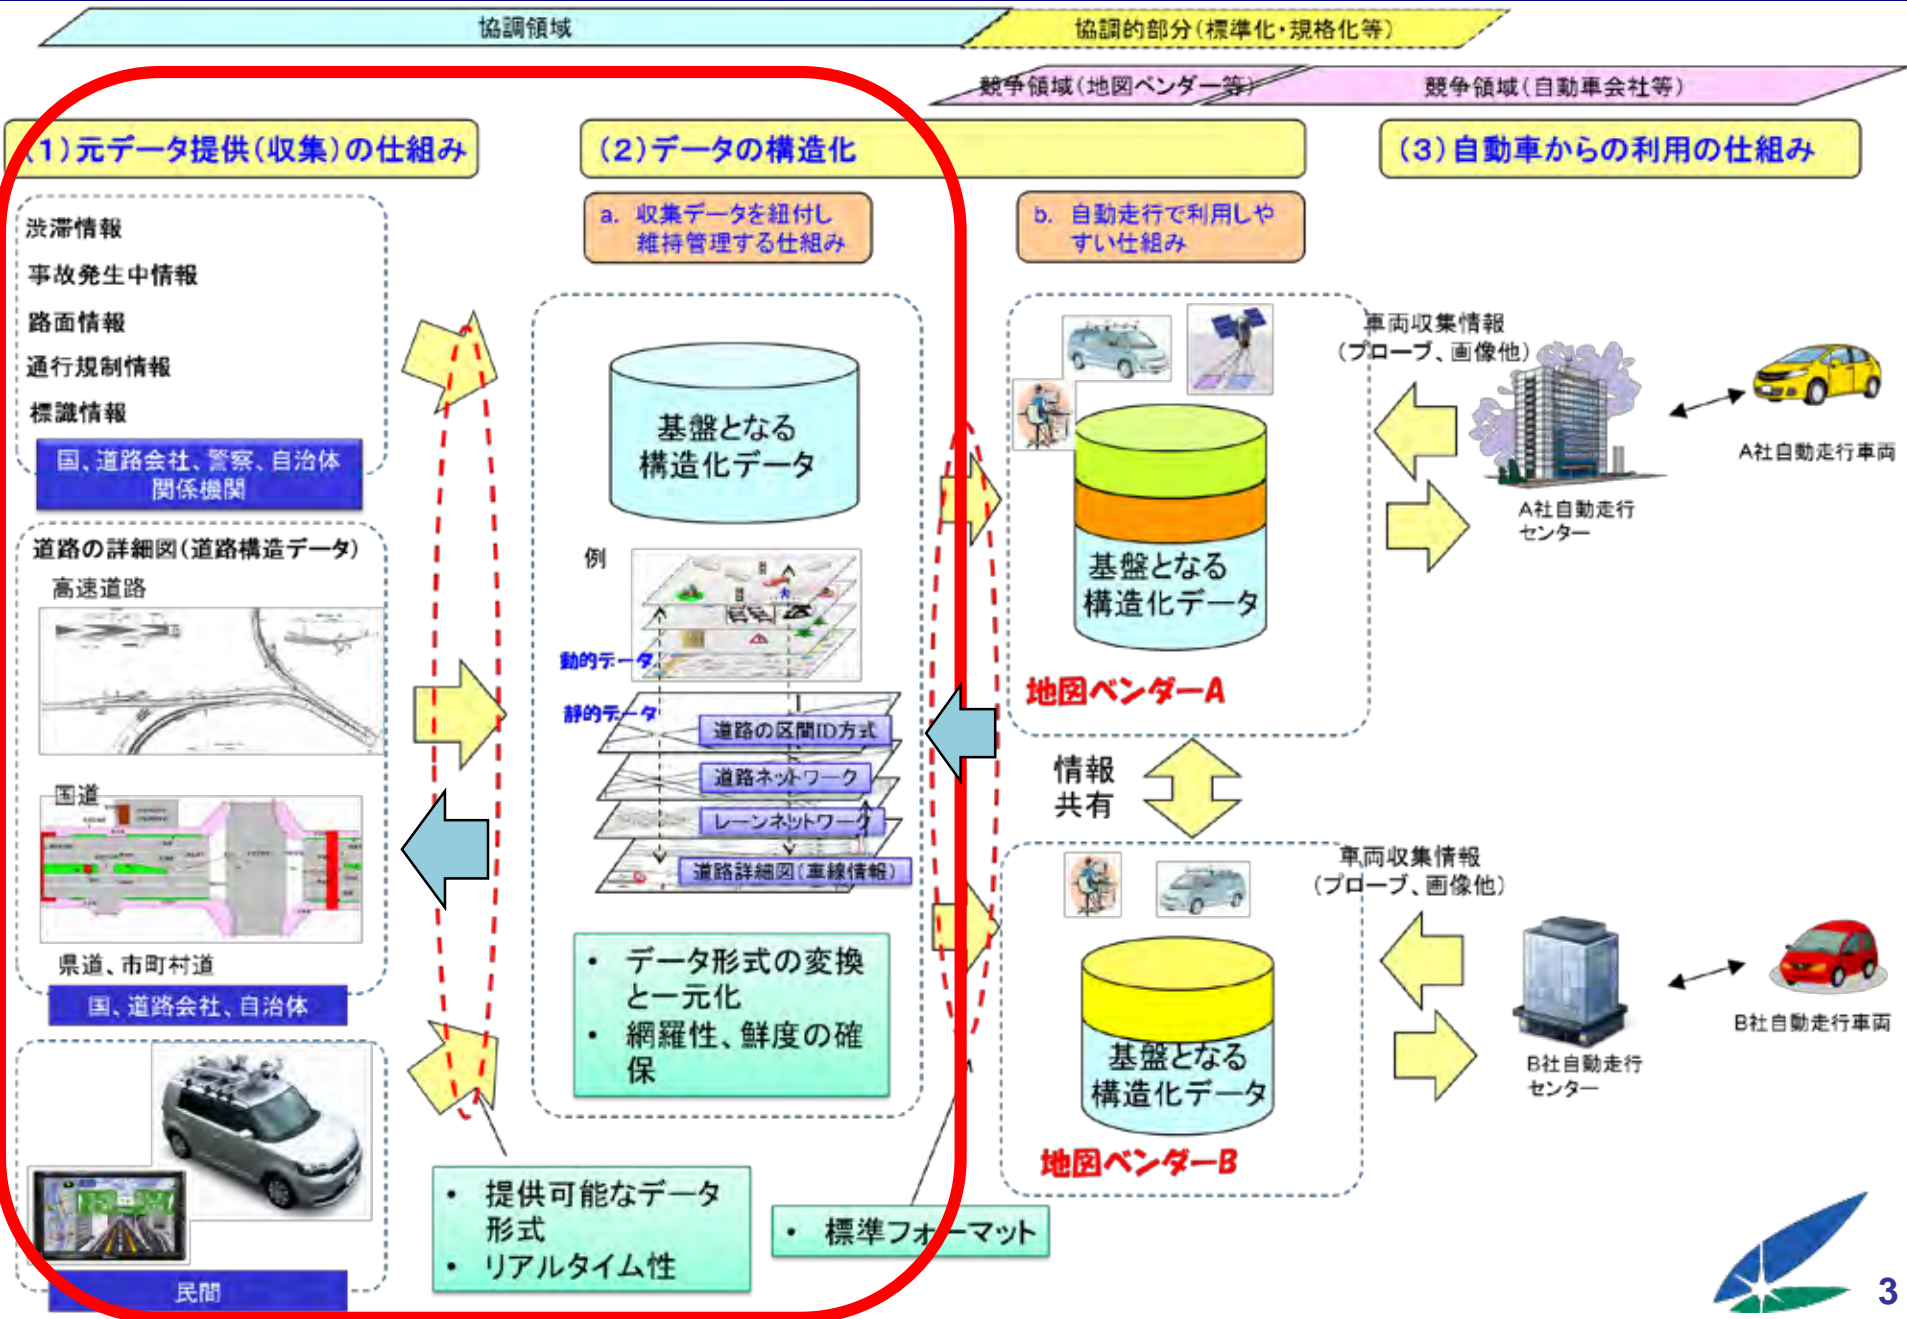 協調領域
協調的部分(標準化・規格化等)
競争領域(地図ベンダー等)
競争領域(自動車会社等)
(1)元データ提供(収集)の仕組み
(2)データの構造化
(3)自動車からの利用の仕組み
a. 収集データを紐付し
維持管理する仕組み
b. 自動走行で利用しや
すい仕組み
渋滞情報
事故発生中情報
路面情報
通行規制情報
標識情報
国、道路会社、警察、自治体
関係機関
道路の詳細図(道路構造データ)
高速道路
国道
県道、市町村道
国、道路会社、自治体
民間
基盤となる
構造化データ
例
動的データ
静的データ
道路の区間ID方式
道路ネットワーク
レーンネットワーク
道路詳細図(車線情報)
• データ形式の変換
と一元化
• 網羅性、鮮度の確
保
• 提供可能なデータ
形式
• リアルタイム性
• 標準フォーマット
基盤となる
構造化データ
地図ベンダーA
情報
共有
基盤となる
構造化データ
地図ベンダーB
車両収集情報
(プローブ、画像他)
A社自動走行
センター
A社自動走行車両
車両収集情報
(プローブ、画像他)
B社自動走行
センター
B社自動走行車両
3